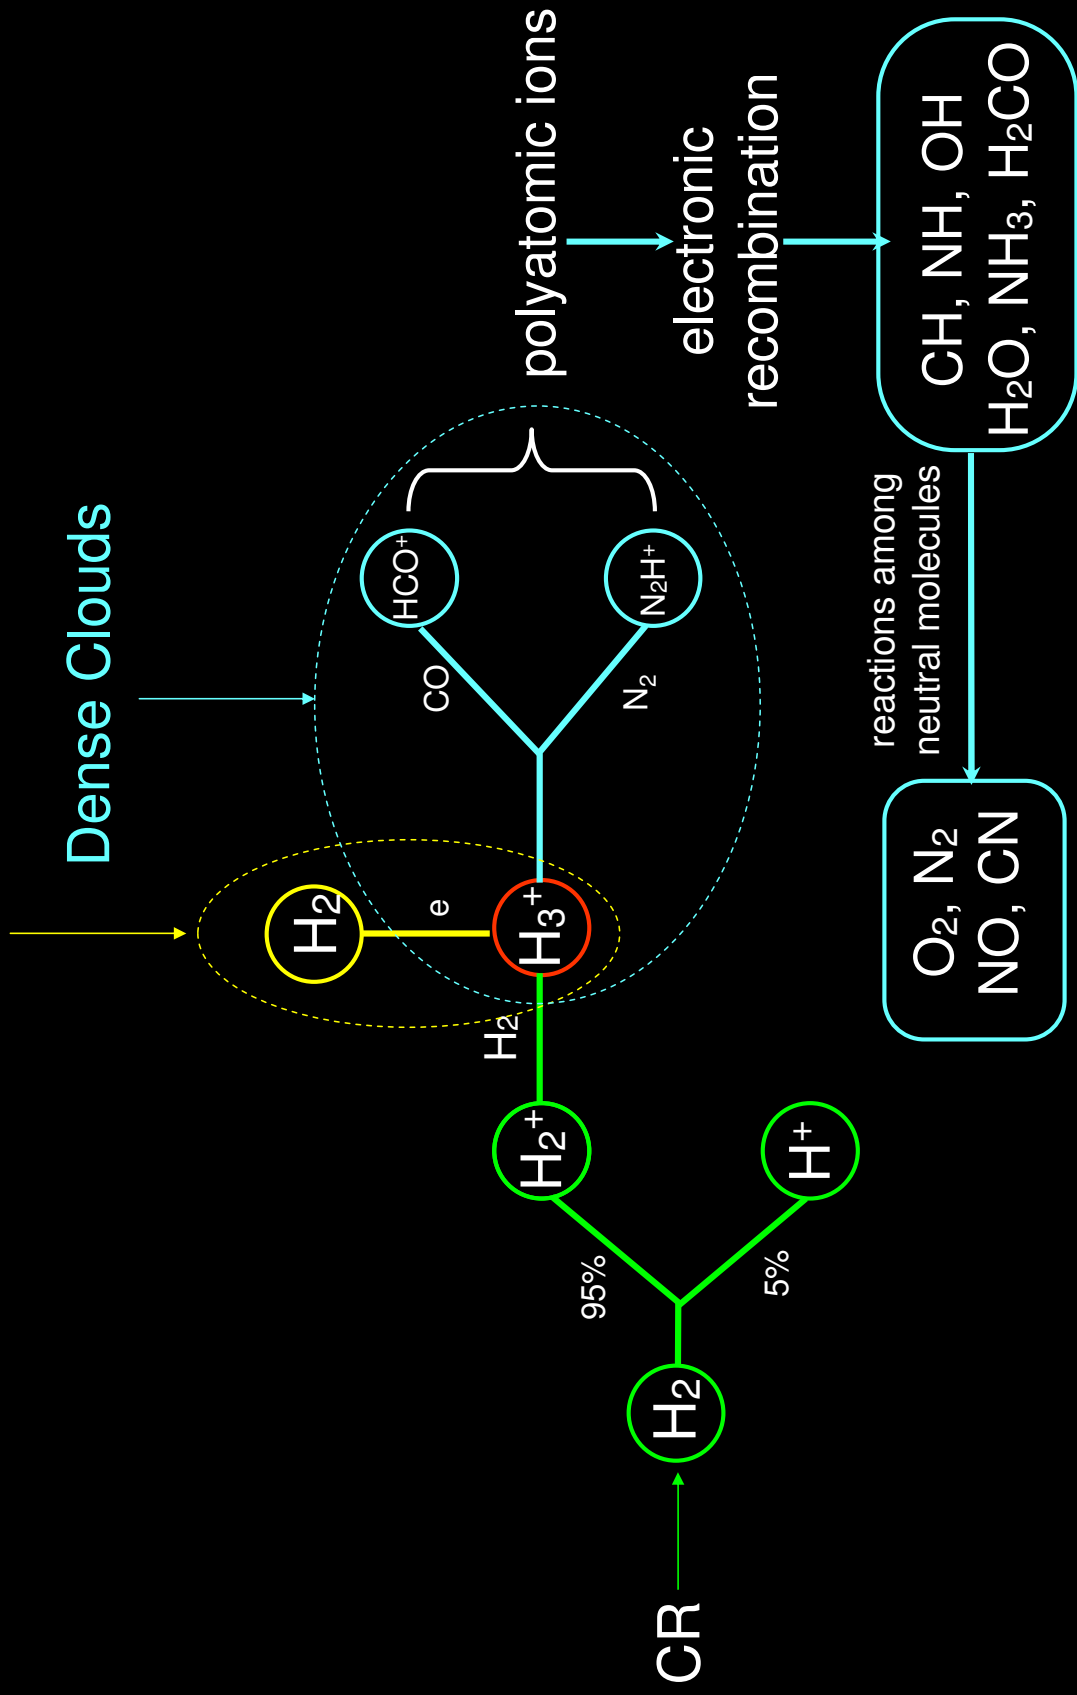 Dense Clouds
CR
H₂
95%
5%
H₂⁺
H⁺
H₂
H₃⁺
e
H₂
CO
N₂
HCO⁺
N₂H⁺
polyatomic ions
electronic
recombination
CH, NH, OH
H₂O, NH₃, H₂CO
reactions among
neutral molecules
O₂, N₂
NO, CN